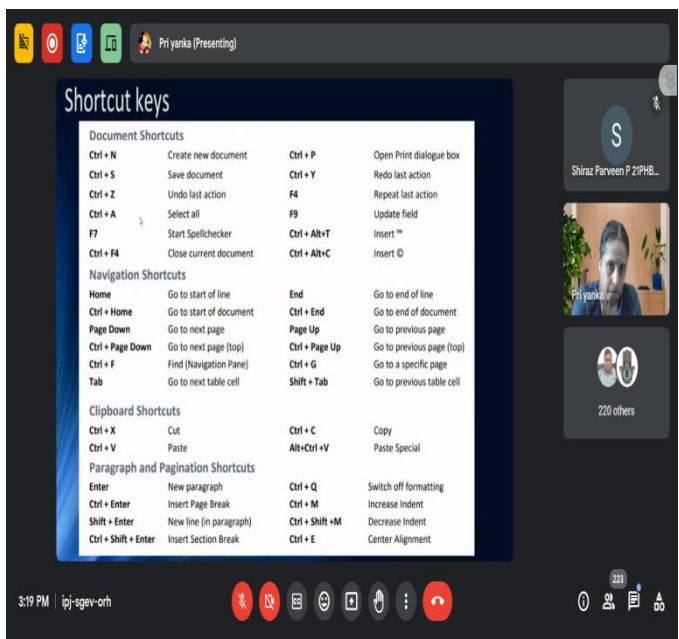 Pri yanka (Presenting)
Shortcut keys
Document Shortcuts
Ctrl + N Create new document Ctrl + P Open Print dialogue box
Ctrl + S Save document Ctrl + Y Redo last action
Ctrl + Z Undo last action F4 Repeat last action
Ctrl + A Select all F9 Update field
F7 Start Spellchecker Ctrl + Alt+T Insert ™
Ctrl + F4 Close current document Ctrl + Alt+C Insert ©
Navigation Shortcuts
Home Go to start of line End Go to end of line
Ctrl + Home Go to start of document Ctrl + End Go to end of document
Page Down Go to next page Page Up Go to previous page
Ctrl + Page Down Go to next page (top) Ctrl + Page Up Go to previous page (top)
Ctrl + F Find (Navigation Pane) Ctrl + G Go to a specific page
Tab Go to next table cell Shift + Tab Go to previous table cell
Clipboard Shortcuts
Ctrl + X Cut Ctrl + C Copy
Ctrl + V Paste Alt+Ctrl +V Paste Special
Paragraph and Pagination Shortcuts
Enter New paragraph Ctrl + Q Switch off formatting
Ctrl + Enter Insert Page Break Ctrl + M Increase Indent
Shift + Enter New line (in paragraph) Ctrl + Shift +M Decrease Indent
Ctrl + Shift + Enter Insert Section Break Ctrl + E Center Alignment
S
Shiraz Parveen P 21PHB...
Pri yanka
220 others
3:19 PM | ipj-sgev-orh
223